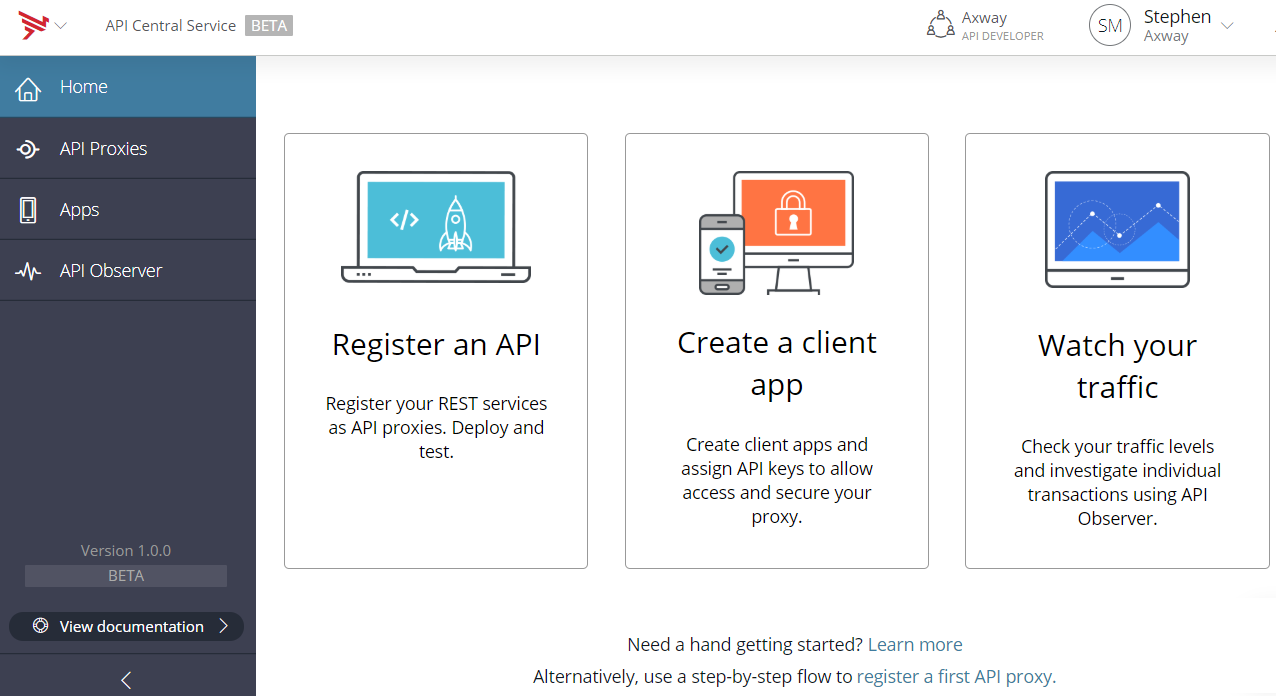 API Central Service BETA
Axway
API DEVELOPER
SM
Stephen
Axway
Home
API Proxies
Apps
API Observer
Version 1.0.0
BETA
View documentation
</>
Register an API
Register your REST services
as API proxies. Deploy and
test.
Create a client
app
Create client apps and
assign API keys to allow
access and secure your
proxy.
Watch your
traffic
Check your traffic levels
and investigate individual
transactions using API
Observer.
Need a hand getting started? Learn more
Alternatively, use a step-by-step flow to register a first API proxy.